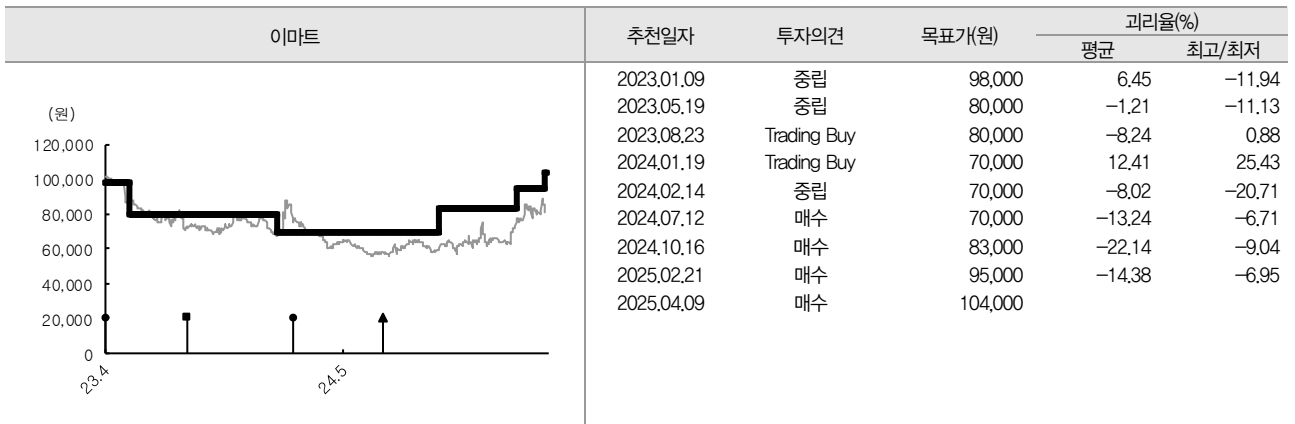 이마트
(원)
120,000
100,000
80,000
60,000
40,000
20,000
0
23.4
24.5
추천일자 투자의견 목표가(원) 괴리율(%)
평균 최고/최저
2023.01.09 중립 98,000 6.45 −11.94
2023.05.19 중립 80,000 −1.21 −11.13
2023.08.23 Trading Buy 80,000 −8.24 0.88
2024.01.19 Trading Buy 70,000 12.41 25.43
2024.02.14 중립 70,000 −8.02 −20.71
2024.07.12 매수 70,000 −13.24 −6.71
2024.10.16 매수 83,000 −22.14 −9.04
2025.02.21 매수 95,000 −14.38 −6.95
2025.04.09 매수 104,000